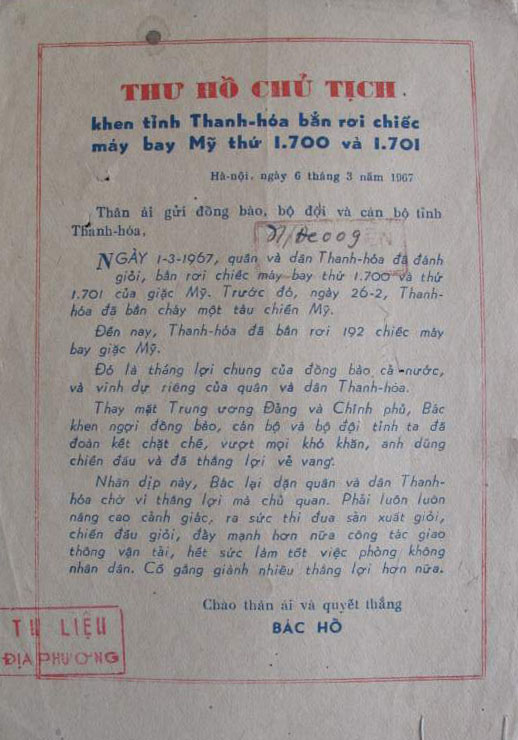 THƯ HỒ CHỦ TỊCH
khen tỉnh Thanh-hóa bắn rơi chiếc
máy bay Mỹ thứ 1.700 và 1.701
Hà-nội, ngày 6 tháng 3 năm 1967
Thân ái gửi đồng bào, bộ đội và cán bộ tỉnh
Thanh-hóa,
NGÀY 1-3-1967, quân và dân Thanh-hóa đã đánh
giỏi, bắn rơi chiếc máy bay thứ 1.700 và thứ
1.701 của giặc Mỹ. Trước đó, ngày 26-2, Thanh-
hóa đã bắn cháy một tàu chiến Mỹ.
Đến nay, Thanh-hóa đã bắn rơi 192 chiếc máy
bay giặc Mỹ.
Đó là thắng lợi chung của đồng bào cả nước,
và vinh dự riêng của quân và dân Thanh-hóa.
Thay mặt Trung ương Đảng và Chính phủ, Bác
khen ngợi đồng bào, cán bộ và bộ đội tỉnh ta đã
đoàn kết chặt chẽ, vượt mọi khó khăn, anh dũng
chiến đấu và đã thắng lợi vẻ vang.
Nhân dịp này, Bác lại dặn quân và dân Thanh-
hóa chớ vì thắng lợi mà chủ quan. Phải luôn luôn
nâng cao cảnh giác, ra sức thi đua sản xuất giỏi,
chiến đấu giỏi, đẩy mạnh hơn nữa công tác giao
thông vận tải, hết sức làm tốt việc phòng không
nhân dân. Cố gắng giành nhiều thắng lợi hơn nữa.
Chào thân ái và quyết thắng
BÁC HỒ
TƯ LIỆU
ĐỊA PHƯƠNG